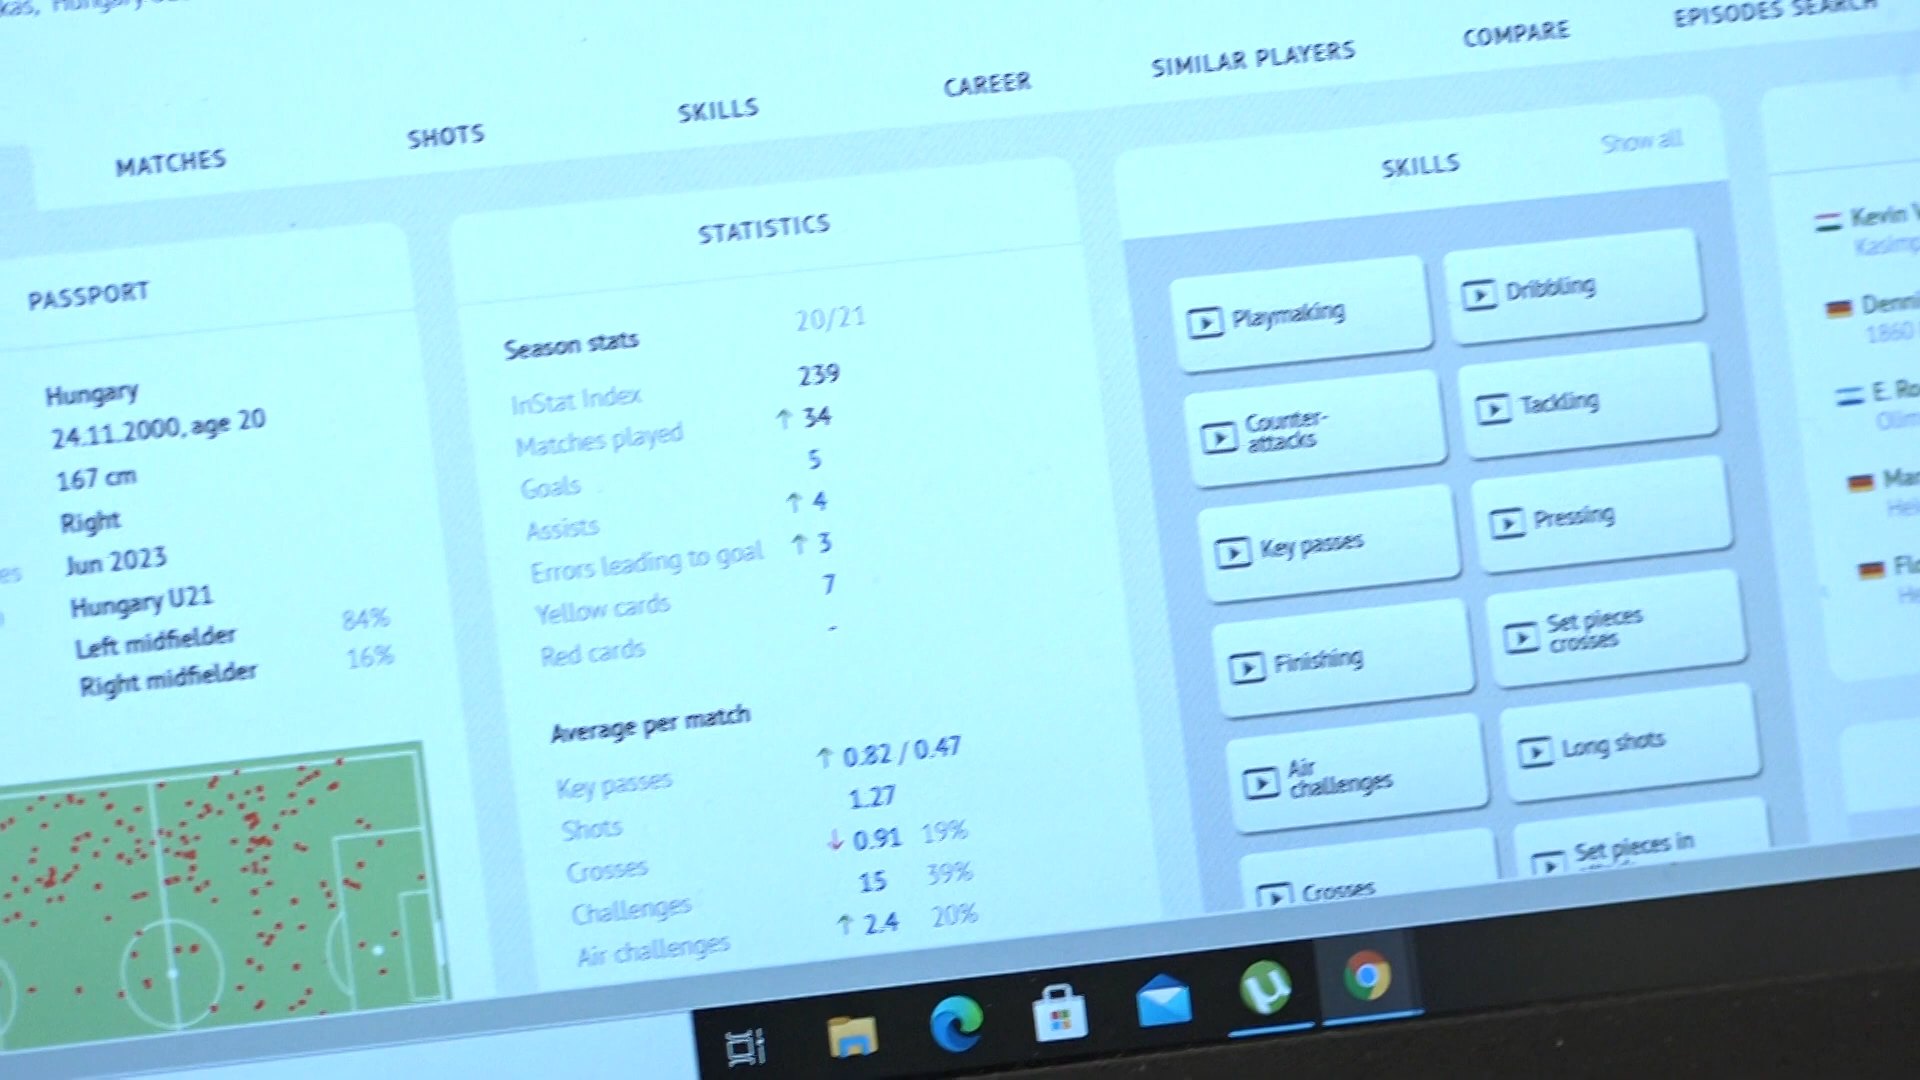 MATCHES
SHOTS
SKILLS
CAREER
SIMILAR PLAYERS
COMPARE
EPISODES SEARCH
PASSPORT
Hungary
24.11.2000, age 20
167 cm
Right
Jun 2023
Hungary U21
Left midfielder 84%
Right midfielder 16%
STATISTICS
Season stats 20/21
InStat Index 239
Matches played ↑ 34
Goals 5
Assists ↑ 4
Errors leading to goal ↑ 3
Yellow cards 7
Red cards -
Average per match
Key passes ↑ 0.82 / 0.47
Shots 1.27
Crosses ↓ 0.91 19%
Challenges 15 39%
Air challenges ↑ 2.4 20%
SKILLS Show all
Playmaking
Dribbling
Counter-
attacks
Tackling
Key passes
Pressing
Finishing
Set pieces
crosses
Air
challenges
Long shots
Crosses
Set pieces in
Kevin
1860
E.